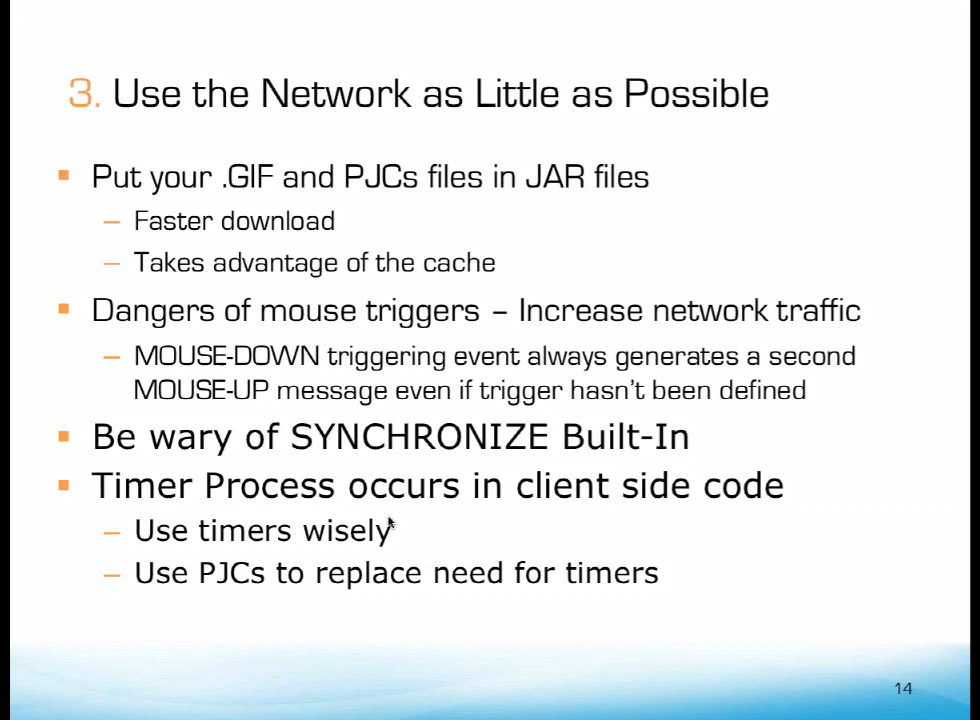 3. Use the Network as Little as Possible
▪ Put your .GIF and PJCs files in JAR files
– Faster download
– Takes advantage of the cache
▪ Dangers of mouse triggers – Increase network traffic
– MOUSE-DOWN triggering event always generates a second
MOUSE-UP message even if trigger hasn't been defined
▪ Be wary of SYNCHRONIZE Built-In
▪ Timer Process occurs in client side code
– Use timers wisely
– Use PJCs to replace need for timers
14